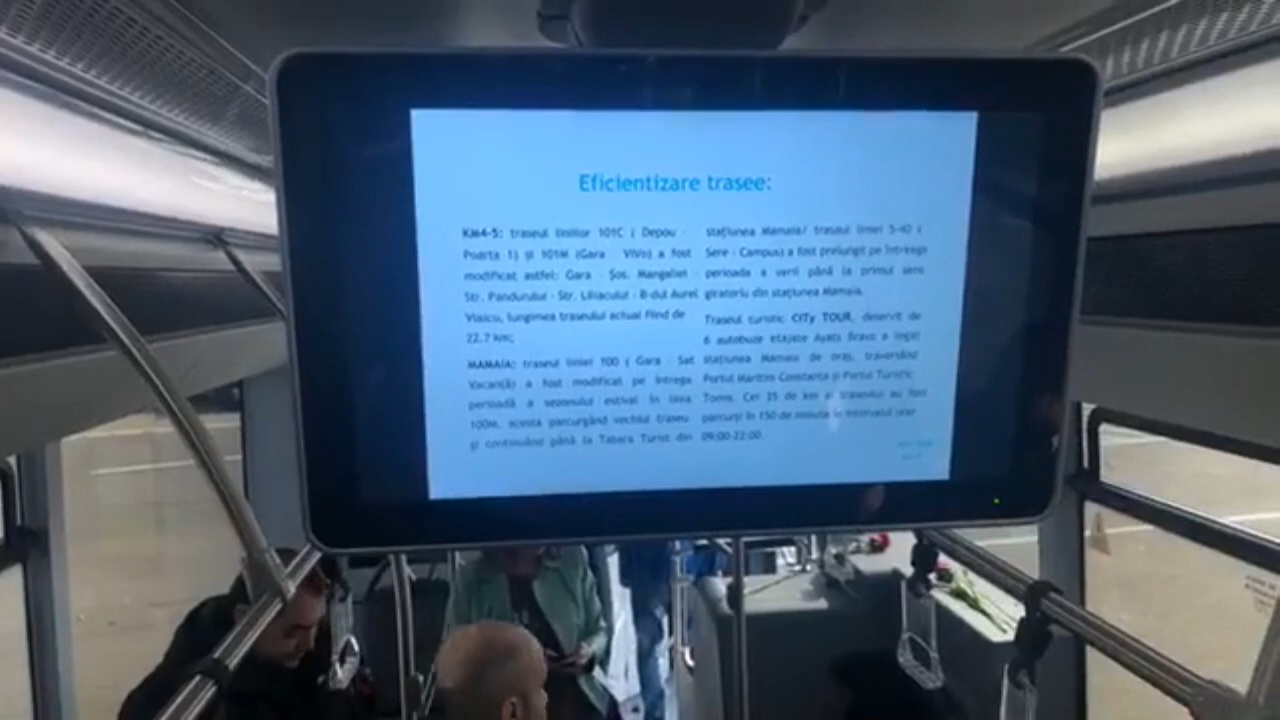 Eficientizare trasee:
KM4-5: traseul liniilor 101C ( Depou -
Poarta 1) și 101M (Gara - ViVo) a fost
modificat astfel: Gara - Șos. Mangaliei -
Str. Pandurului - Str. Liliacului - B-dul Aurel
Vlaicu, lungimea traseului actual fiind de
22.7 km;
MAMAIA: traseul liniei 100 ( Gara - Sat
Vacanță) a fost modificat pe întrega
perioadă a sezonului estival în linia
100M, acesta parcurgând vechiul traseu
și continuând până la Tabara Turist din
stațiunea Mamaia/ traseul liniei 5-40 (
Sere - Campus) a fost prelungit pe întreaga
perioada a verii până la primul sens
giratoriu din stațiunea Mamaia.
Traseul turistic CITy TOUR, deservit de
6 autobuze etajate Ayats Bravo a legat
stațiunea Mamaia de oraș, traversând
Portul Maritim Constanta și Portul Turistic
Tomis. Cei 35 de km ai traseului au fost
parcurși în 150 de minute în intervalul orar
09:00-22:00.